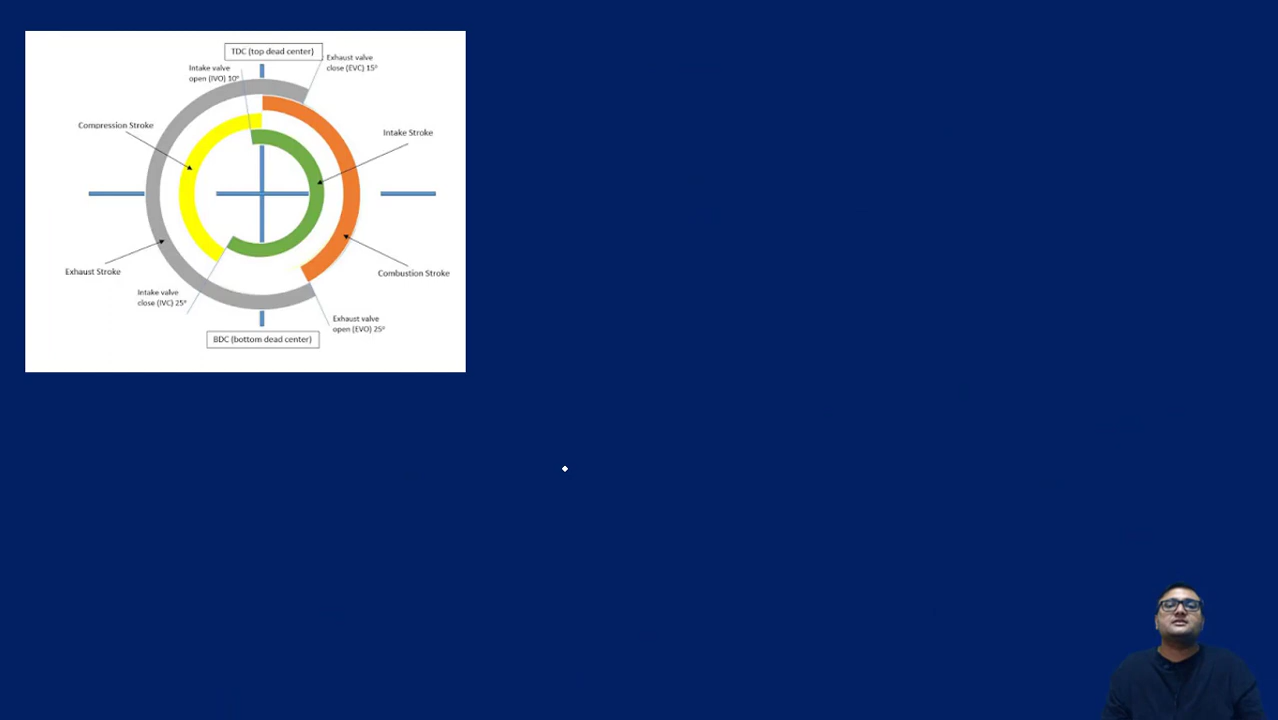 TDC (top dead center)
Exhaust valve
close (EVC) 15°
Intake valve
open (IVO) 10°
Compression Stroke
Intake Stroke
Exhaust Stroke
Combustion Stroke
Intake valve
close (IVC) 25°
Exhaust valve
open (EVO) 25°
BDC (bottom dead center)